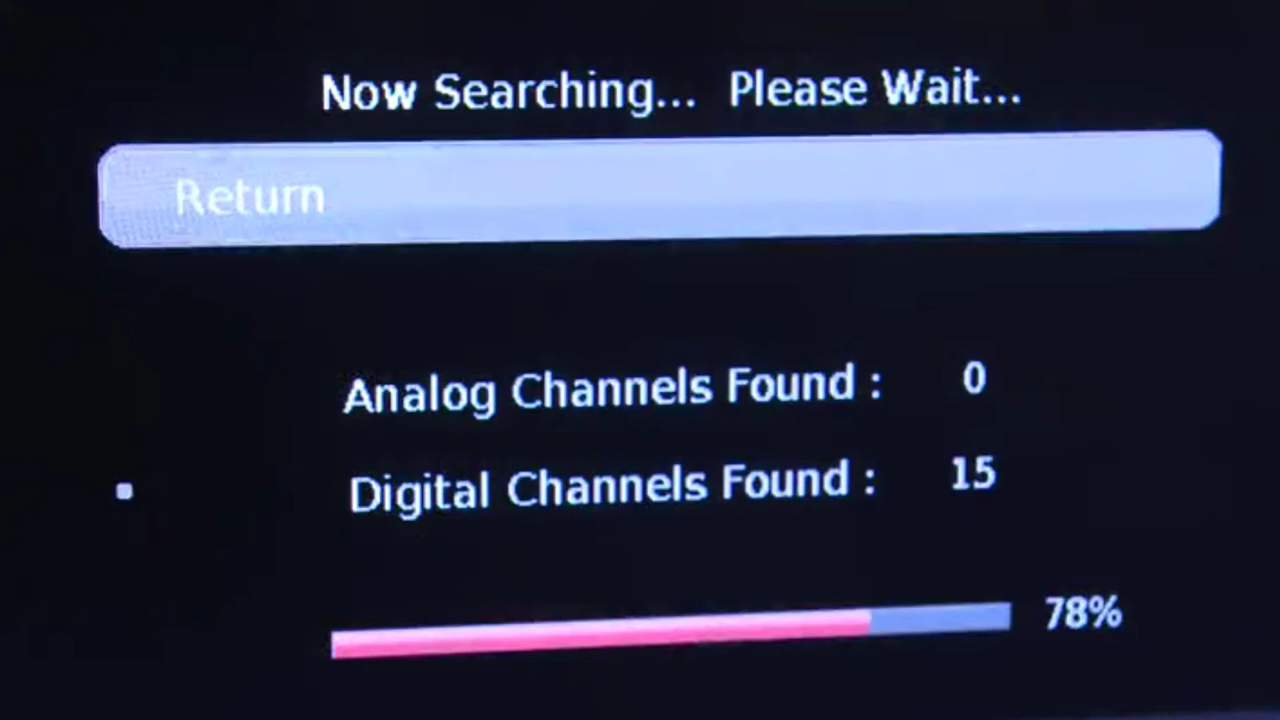 Now Searching... Please Wait...
Return
Analog Channels Found : 0
Digital Channels Found : 15
78%